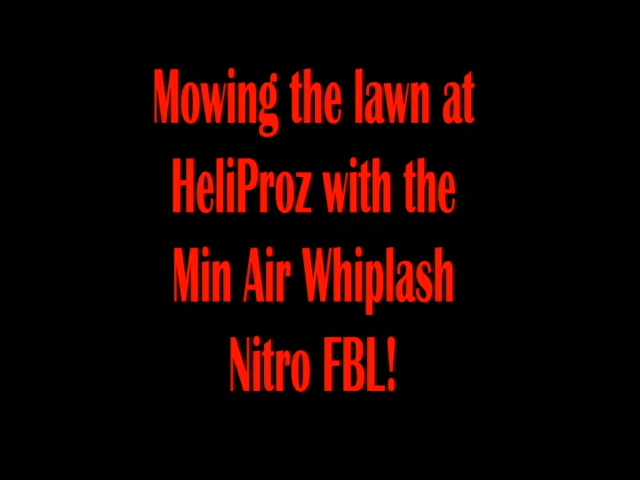 Mowing the lawn at
HeliProz with the
Min Air Whiplash
Nitro FBL!